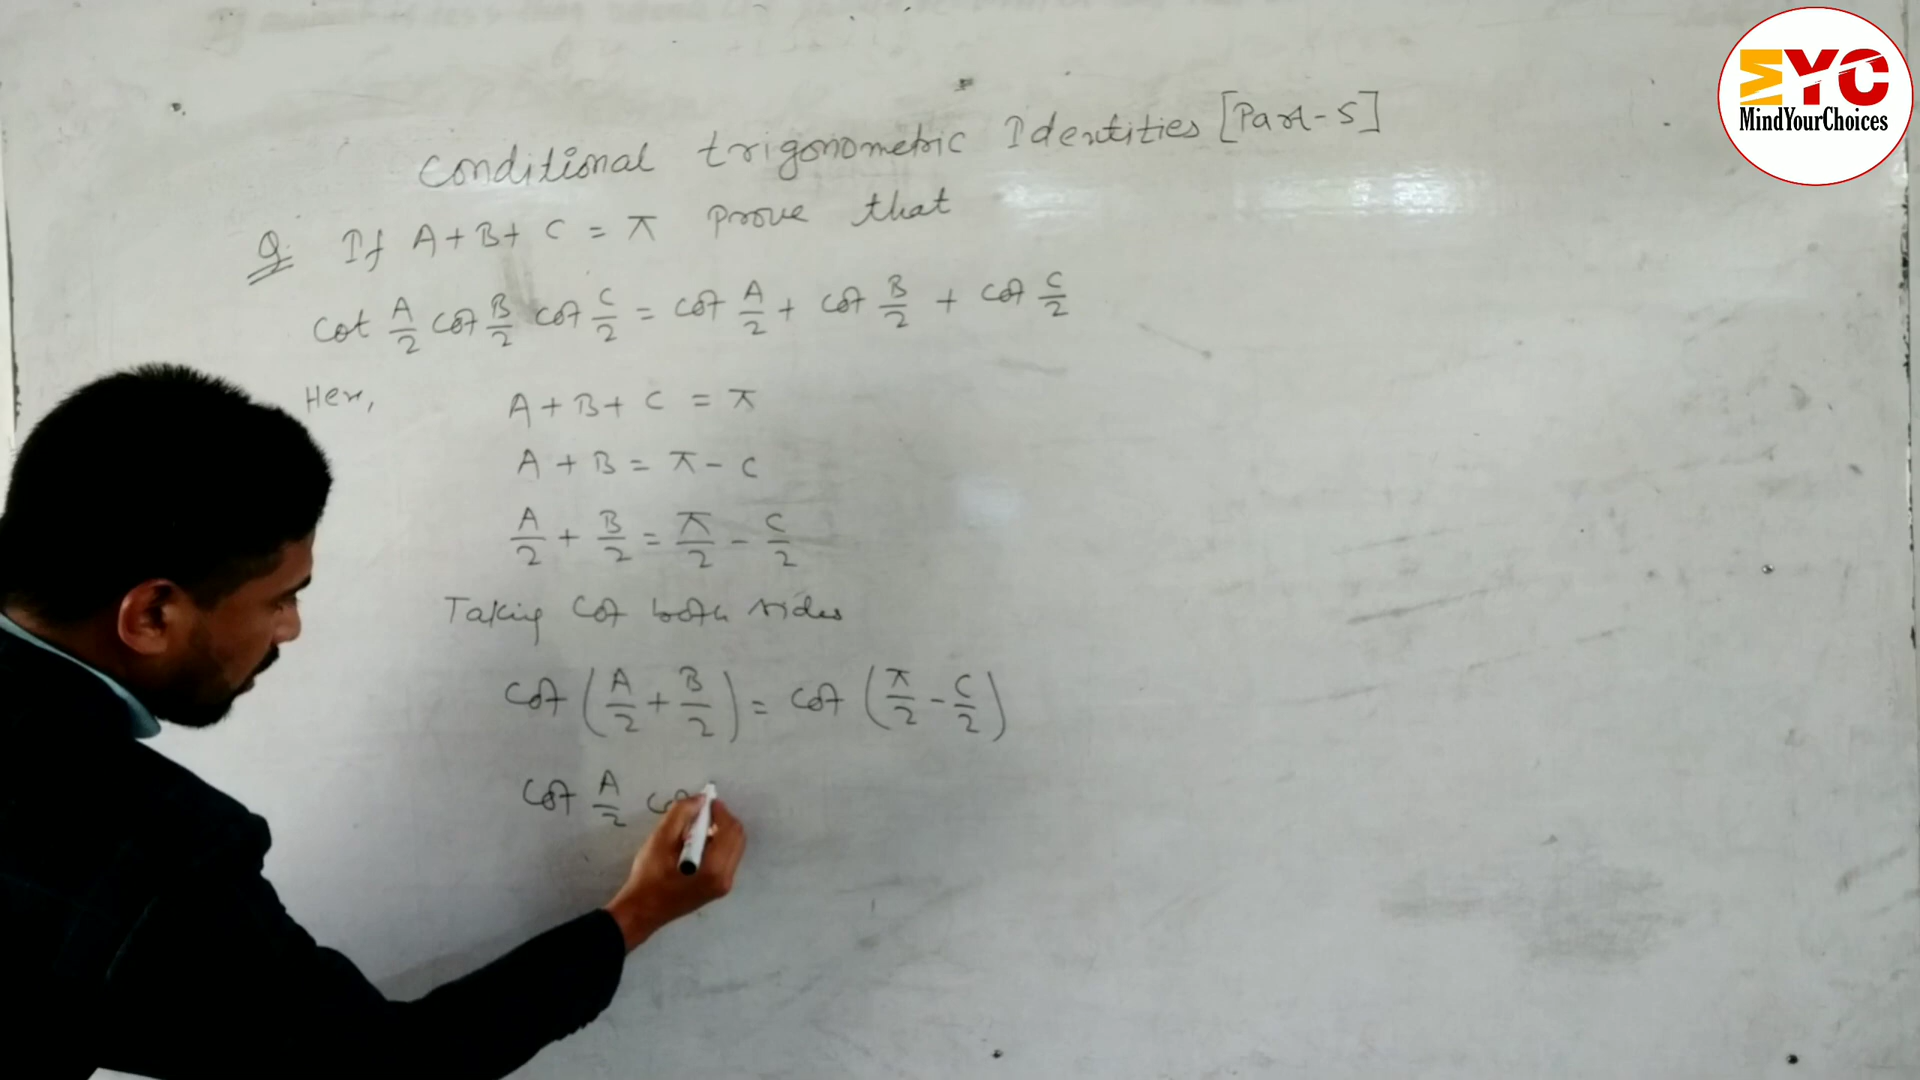 Conditional trigonometric Identities [Part-5]
Q. If A + B + C = π prove that
Cot A/2 Cot B/2 Cot C/2 = Cot A/2 + Cot B/2 + Cot C/2
Here,
A + B + C = π
A + B = π - C
A/2 + B/2 = π/2 - C/2
Taking Cot both sides
Cot (A/2 + B/2) = Cot (π/2 - C/2)
Cot A/2
MYC
MindYourChoices